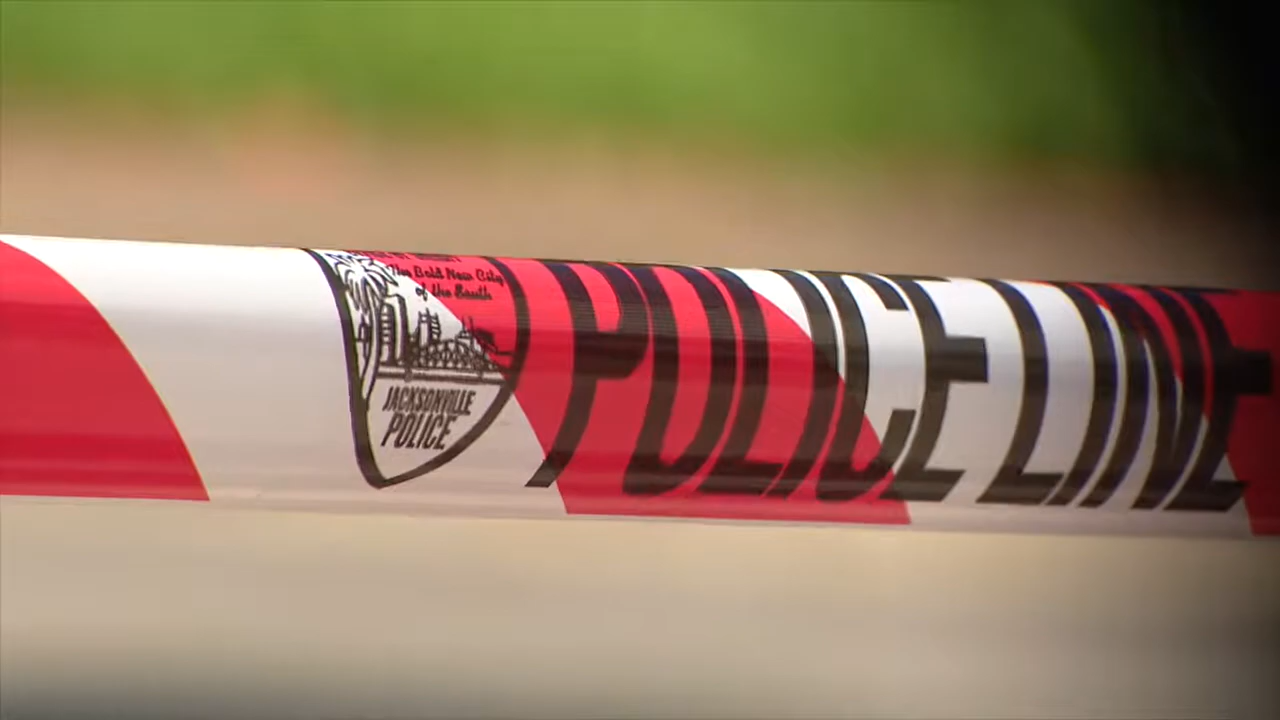 The Bold New City
of the South
JACKSONVILLE
POLICE
POLICE LINE